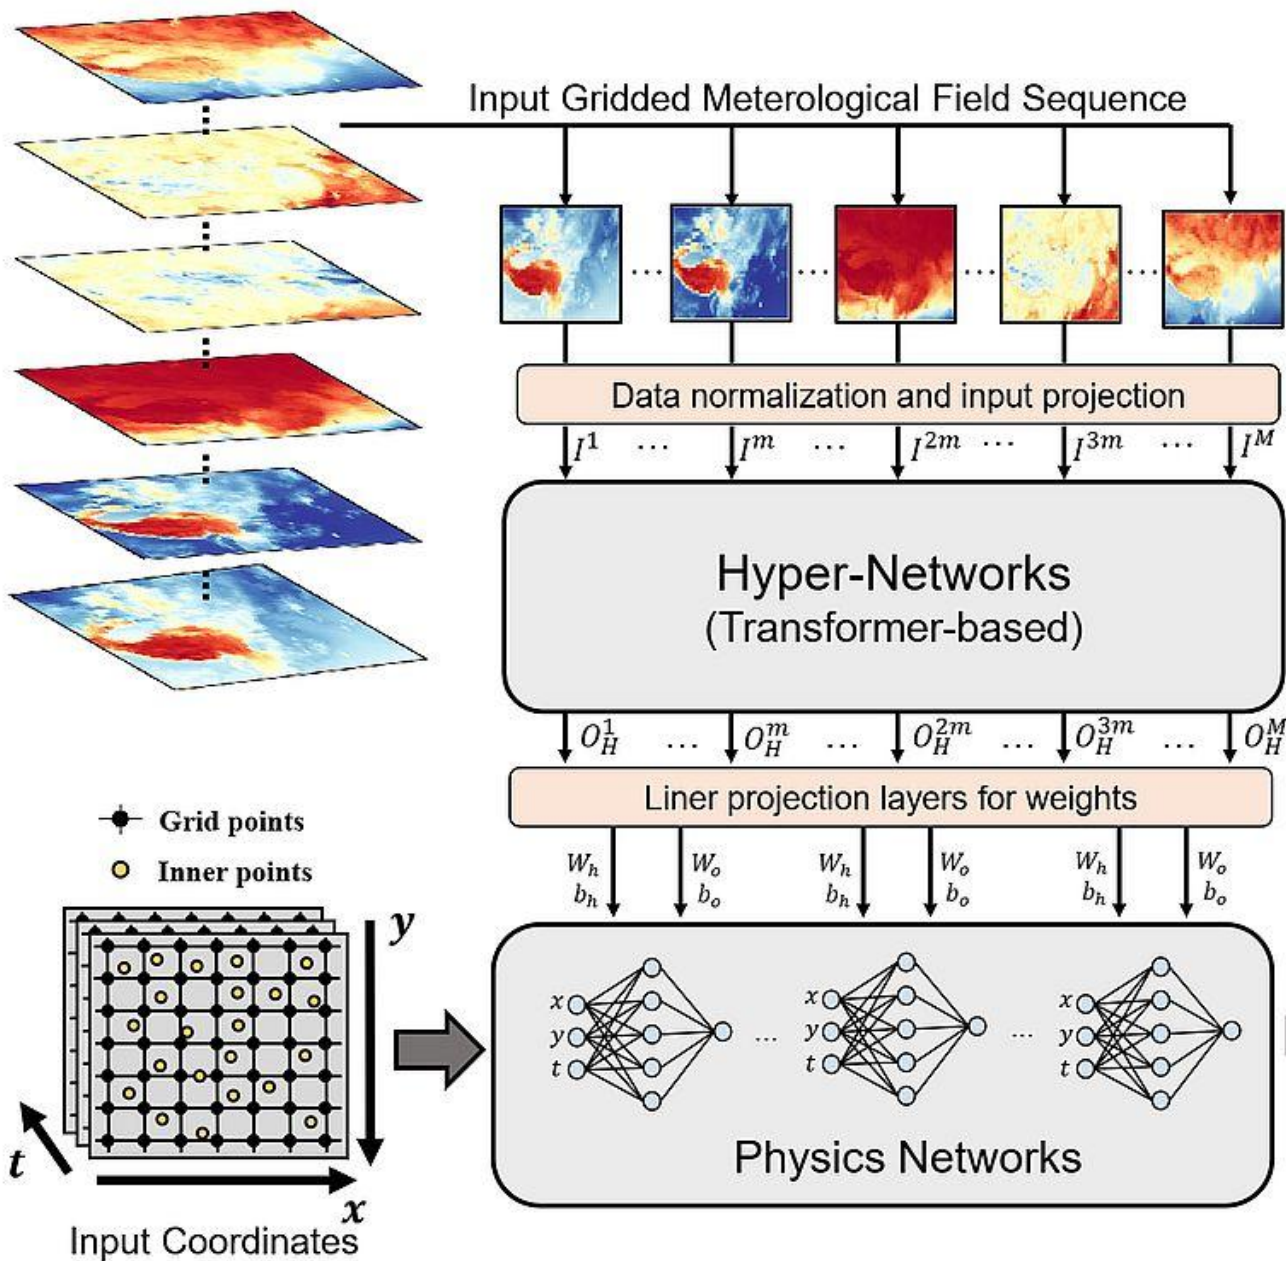 Input Gridded Meterological Field Sequence
... ... ... ...
Data normalization and input projection
I^1 ... I^m ... I^{2m} ... I^{3m} ... I^M
Hyper-Networks
(Transformer-based)
O_H^1 ... O_H^m ... O_H^{2m} ... O_H^{3m} ... O_H^M
Liner projection layers for weights
W_h W_o W_h W_o W_h W_o
b_h b_o b_h b_o b_h b_o
Grid points
Inner points
y
t
x
Input Coordinates
x x x
y ... y ... y
t t t
Physics Networks